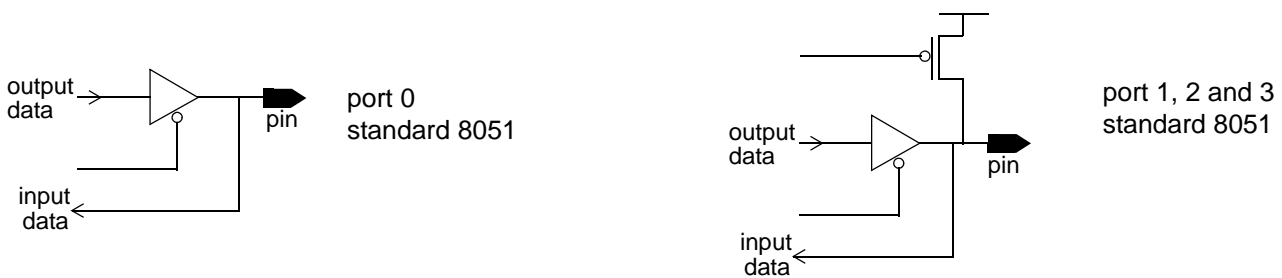 output
data
pin
port 0
standard 8051
input
data
output
data
pin
port 1, 2 and 3
standard 8051
input
data